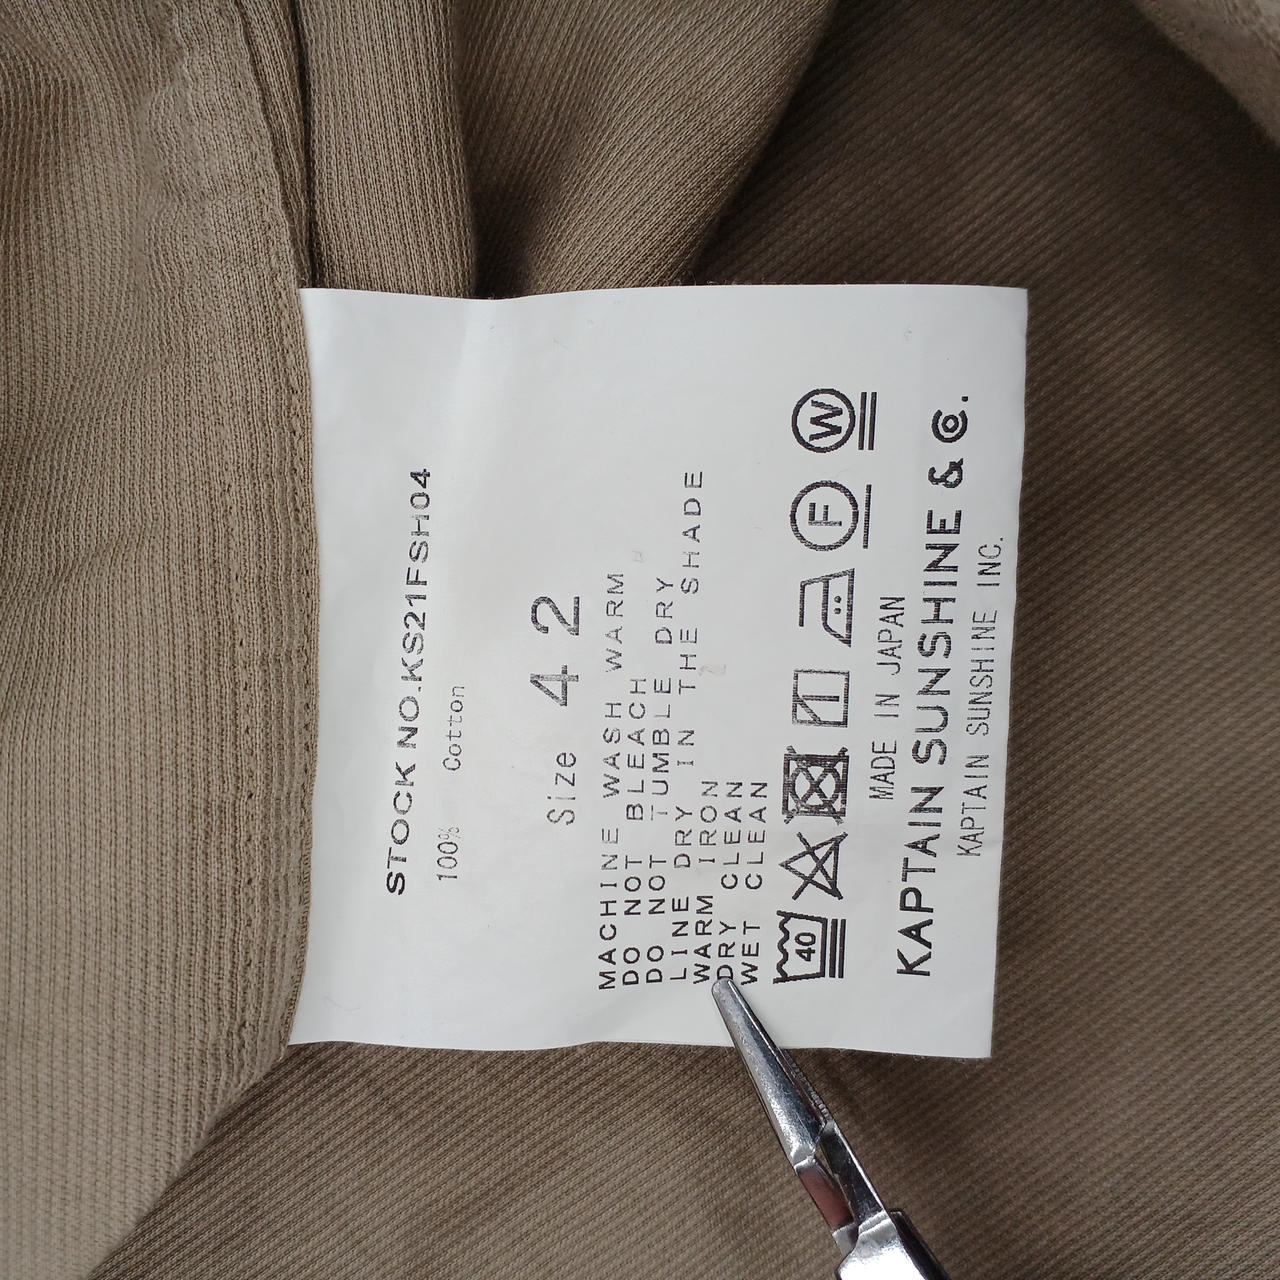 STOCK NO.KS21FSH04
100% Cotton
Size 42
MACHINE WASH WARM
DO NOT BLEACH
DO NOT TUMBLE DRY
LINE DRY IN THE SHADE
WARM IRON
DRY CLEAN
WET CLEAN
40 F W
MADE IN JAPAN
KAPTAIN SUNSHINE & Co.
KAPTAIN SUNSHINE INC.